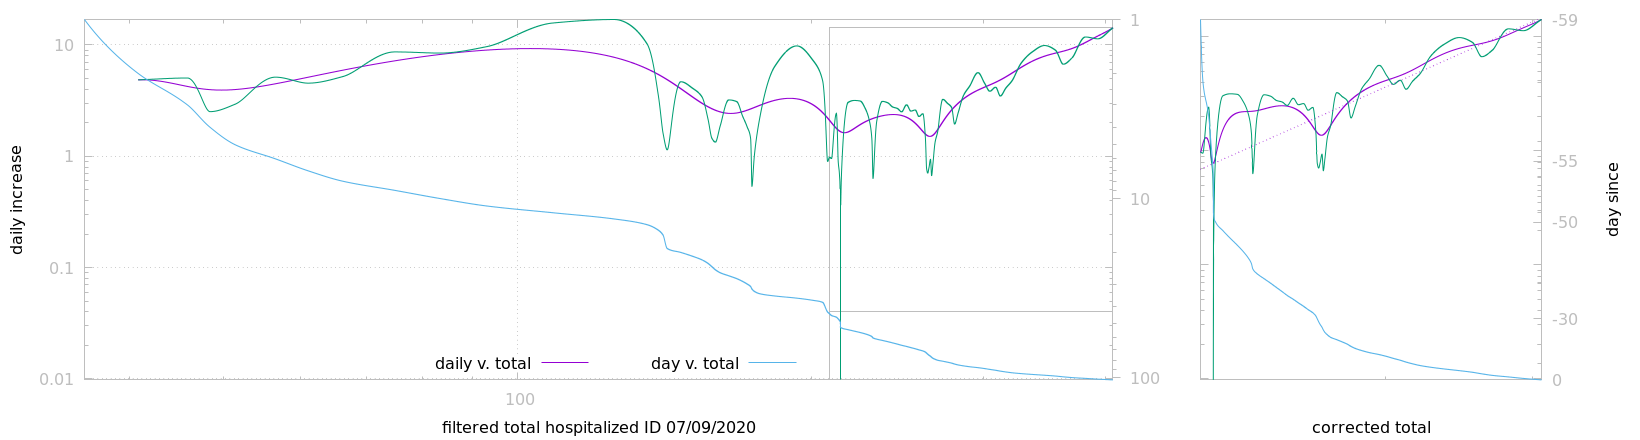 10
1
0.1
0.01
daily increase
100
filtered total hospitalized ID 07/09/2020
daily v. total
day v. total
1
10
100
-59
-55
-50
-30
0
day since
corrected total